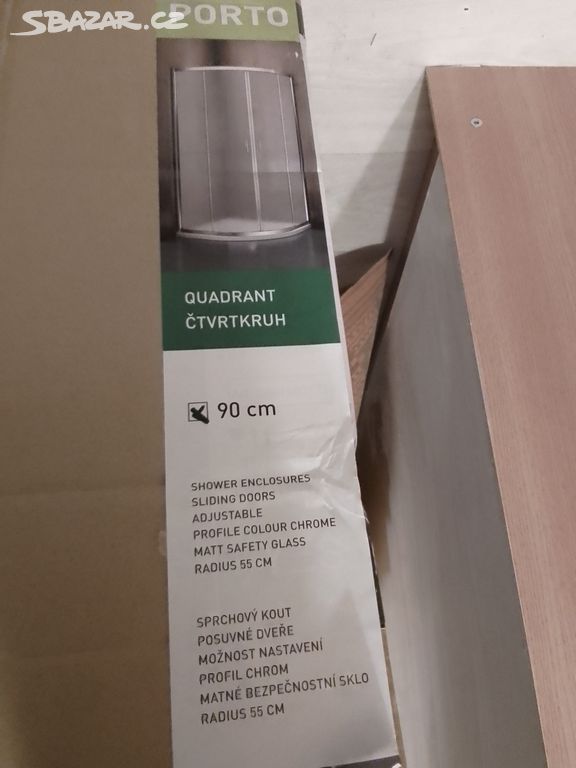 SBAZAR.CZ
PORTO
QUADRANT
ČTVRTKRUH
90 cm
SHOWER ENCLOSURES
SLIDING DOORS
ADJUSTABLE
PROFILE COLOUR CHROME
MATT SAFETY GLASS
RADIUS 55 CM
SPRCHOVÝ KOUT
POSUVNÉ DVEŘE
MOŽNOST NASTAVENÍ
PROFIL CHROM
MATNÉ BEZPEČNOSTNÍ SKLO
RADIUS 55 CM